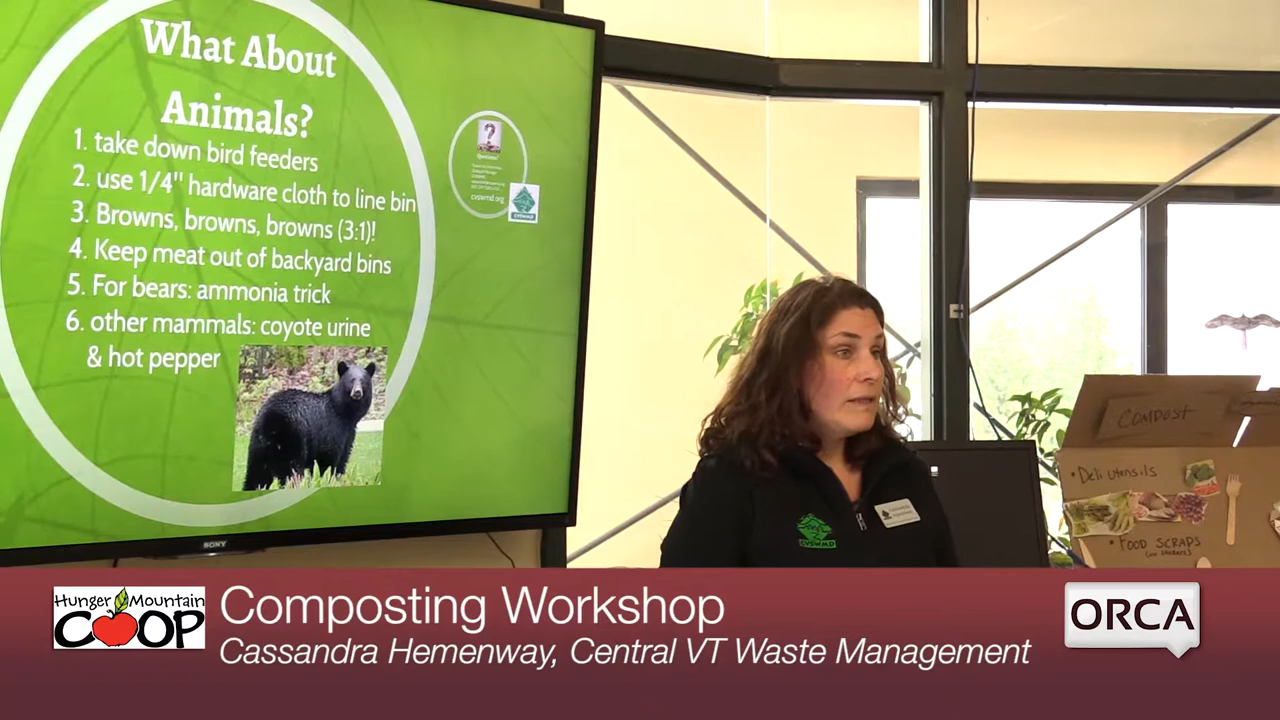 What About
Animals?
1. take down bird feeders
2. use 1/4" hardware cloth to line bin
3. Browns, browns, browns (3:1)!
4. Keep meat out of backyard bins
5. For bears: ammonia trick
6. other mammals: coyote urine
& hot pepper
Questions?
cvswmd.org
CVSWMD
SONY
CVSWMD
COMPOST
• Deli Utensils
• FOOD SCRAPS
Hunger Mountain
COOP
Composting Workshop
Cassandra Hemenway, Central VT Waste Management
ORCA